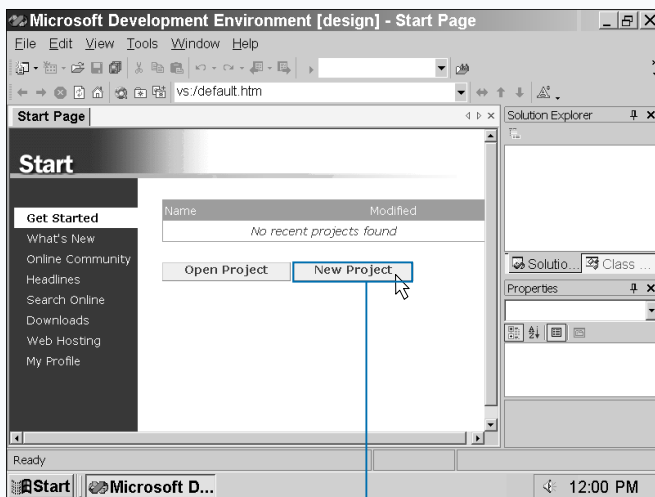 Microsoft Development Environment [design] - Start Page
File Edit View Tools Window Help
vs:/default.htm
Start Page
Solution Explorer
Start
Get Started
What's New
Online Community
Headlines
Search Online
Downloads
Web Hosting
My Profile
Name Modified
No recent projects found
Open Project New Project
Solutio... Class ...
Properties
Ready
Start Microsoft D... 12:00 PM